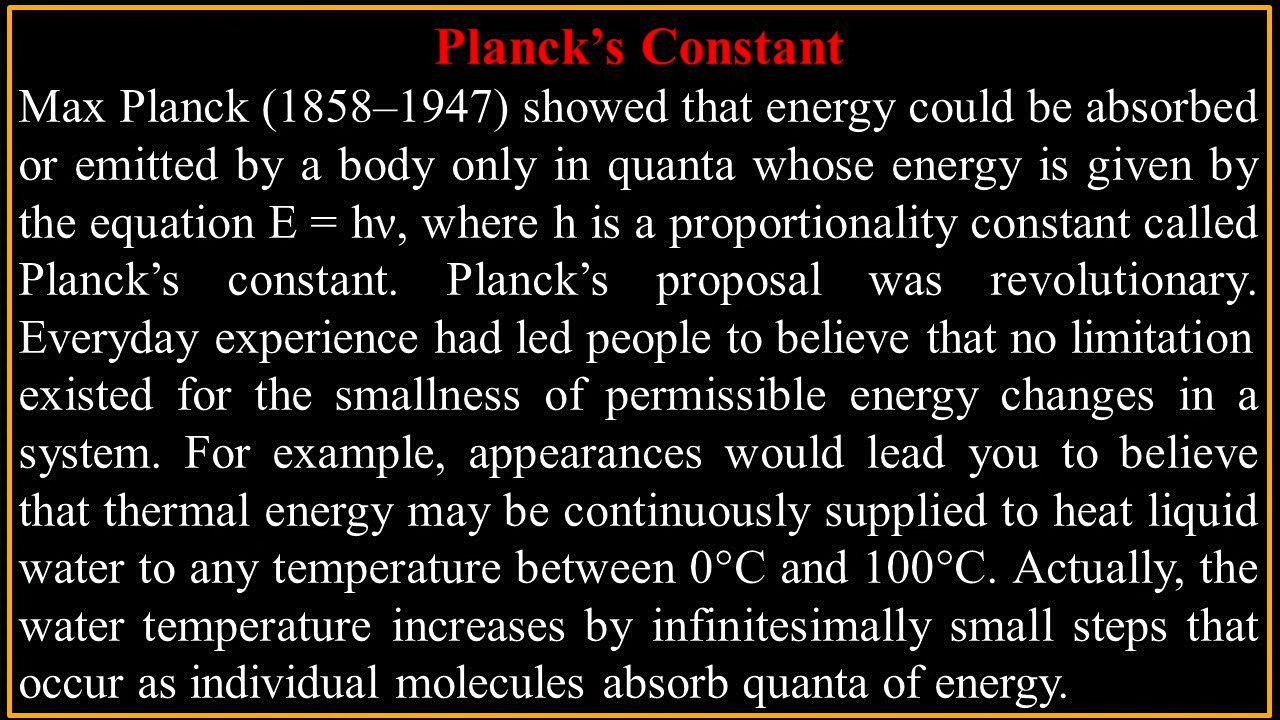 Planck’s Constant
Max Planck (1858–1947) showed that energy could be absorbed
or emitted by a body only in quanta whose energy is given by
the equation E = hν, where h is a proportionality constant called
Planck’s constant. Planck’s proposal was revolutionary.
Everyday experience had led people to believe that no limitation
existed for the smallness of permissible energy changes in a
system. For example, appearances would lead you to believe
that thermal energy may be continuously supplied to heat liquid
water to any temperature between 0°C and 100°C. Actually, the
water temperature increases by infinitesimally small steps that
occur as individual molecules absorb quanta of energy.